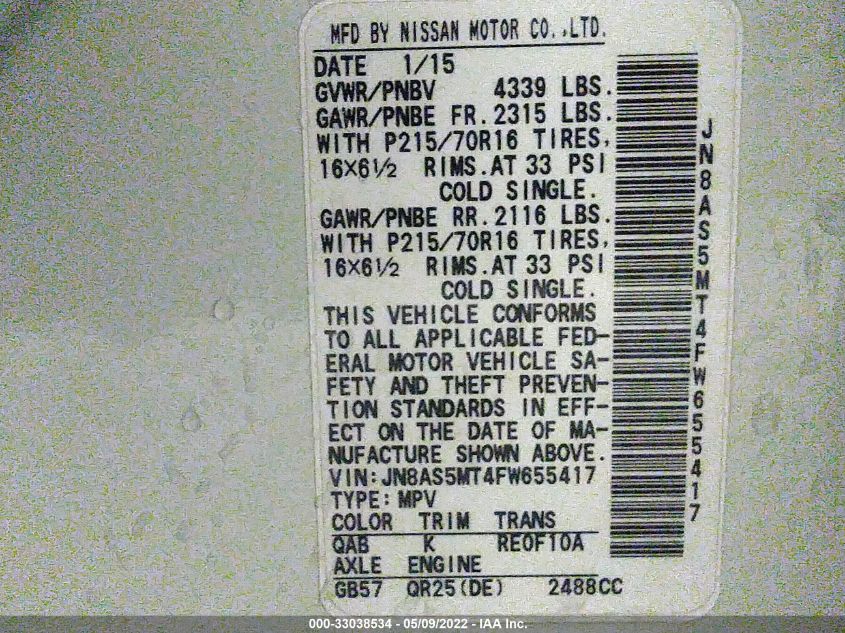 MFD BY NISSAN MOTOR CO.,LTD.
DATE 1/15
GVWR/PNBV 4339 LBS.
GAWR/PNBE FR. 2315 LBS.
WITH P215/70R16 TIRES,
16X6½ RIMS. AT 33 PSI
COLD SINGLE.
GAWR/PNBE RR. 2116 LBS.
WITH P215/70R16 TIRES,
16X6½ RIMS. AT 33 PSI
COLD SINGLE.
THIS VEHICLE CONFORMS
TO ALL APPLICABLE FED-
ERAL MOTOR VEHICLE SA-
FETY AND THEFT PREVEN-
TION STANDARDS IN EFF-
ECT ON THE DATE OF MA-
NUFACTURE SHOWN ABOVE.
VIN: JN8AS5MT4FW655417
TYPE: MPV
COLOR TRIM TRANS
QAB K RE0F10A
AXLE ENGINE
GB57 QR25(DE) 2488CC
JN8AS5MT4FW655417
000-33038534 - 05/09/2022 - IAA Inc.